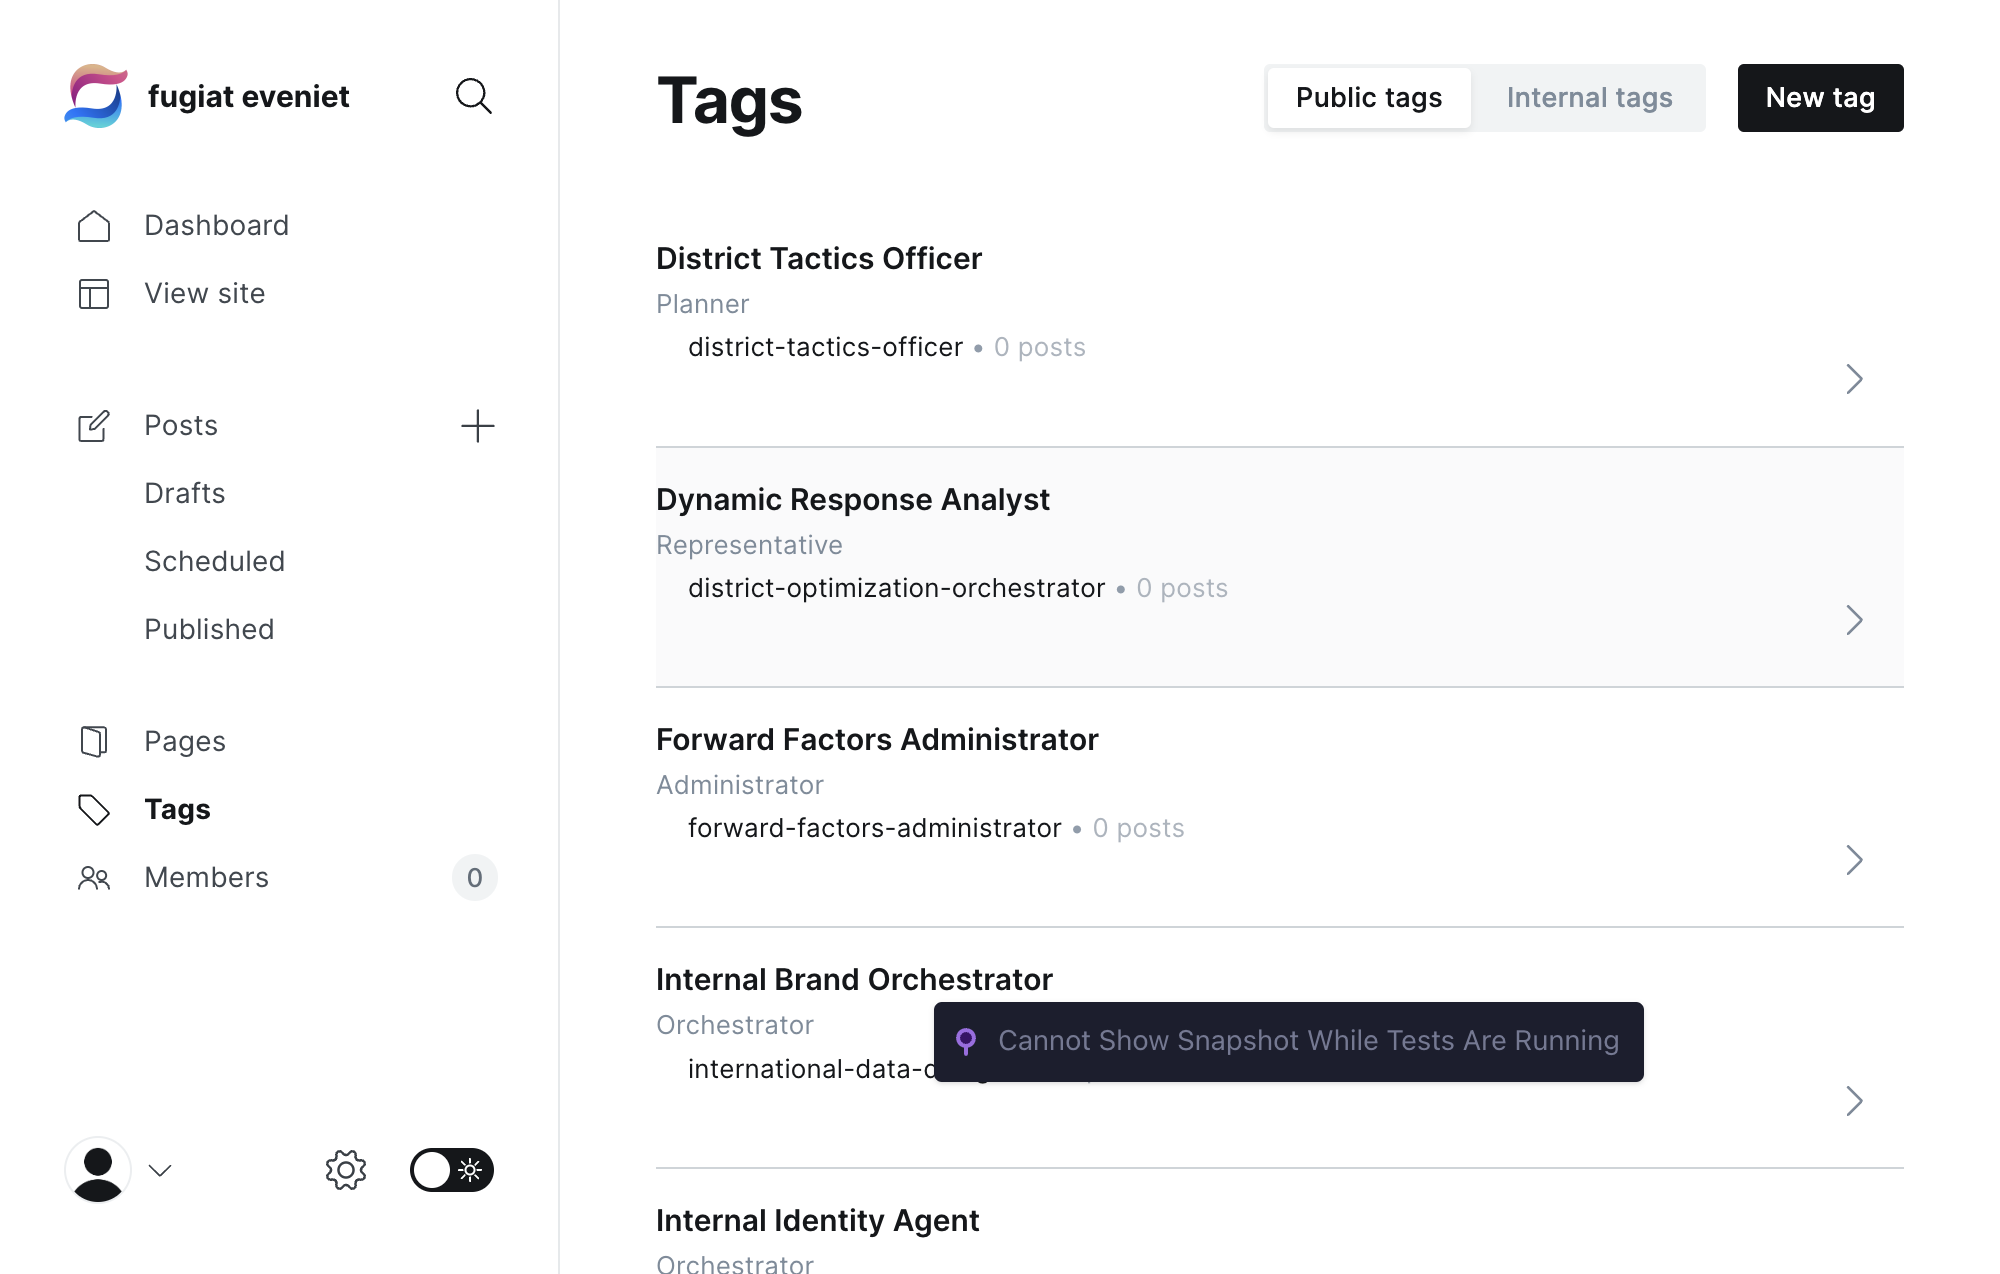 fugiat eveniet
Dashboard
View site
Posts
Drafts
Scheduled
Published
Pages
Tags
Members
0
Tags
Public tags
Internal tags
New tag
District Tactics Officer
Planner
district-tactics-officer • 0 posts
Dynamic Response Analyst
Representative
district-optimization-orchestrator • 0 posts
Forward Factors Administrator
Administrator
forward-factors-administrator • 0 posts
Internal Brand Orchestrator
Orchestrator
international-data-
Cannot Show Snapshot While Tests Are Running
Internal Identity Agent
Orchestrator